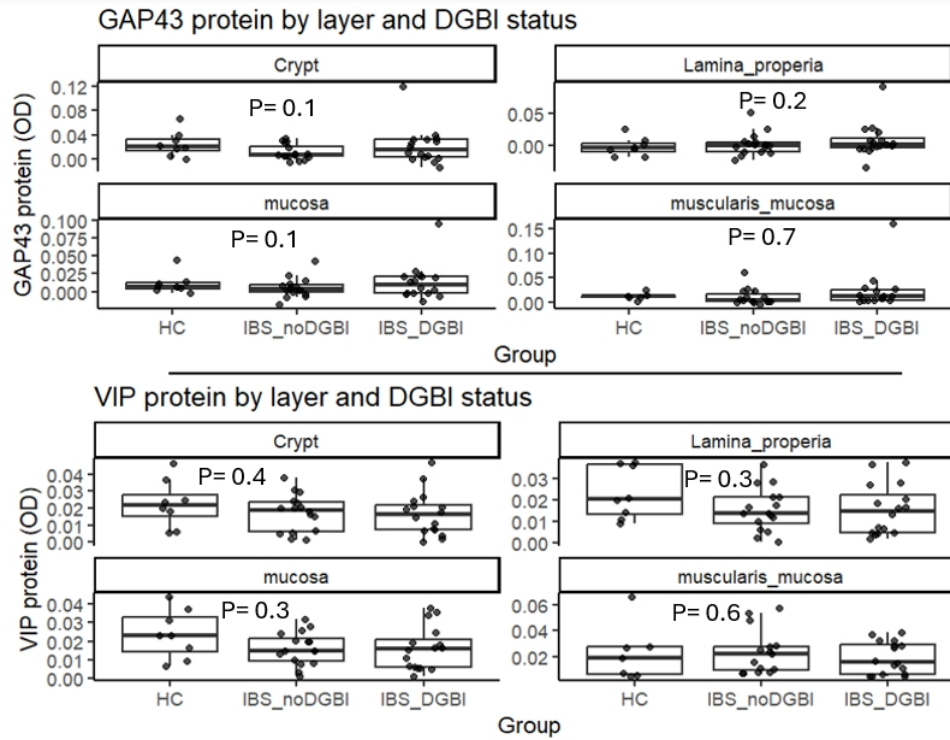 GAP43 protein by layer and DGBI status
GAP43 protein (OD)
Crypt
P= 0.1
0.12
0.08
0.04
0.00
Lamina_properia
P= 0.2
0.05
0.00
mucosa
P= 0.1
0.100
0.075
0.050
0.025
0.000
HC IBS_noDGBI IBS_DGBI
muscularis_mucosa
P= 0.7
0.15
0.10
0.05
0.00
HC IBS_noDGBI IBS_DGBI
Group
VIP protein by layer and DGBI status
VIP protein (OD)
Crypt
P= 0.4
0.04
0.03
0.02
0.01
0.00
Lamina_properia
P= 0.3
0.03
0.02
0.01
0.00
mucosa
P= 0.3
0.04
0.03
0.02
0.01
0.00
HC IBS_noDGBI IBS_DGBI
muscularis_mucosa
P= 0.6
0.06
0.04
0.02
HC IBS_noDGBI IBS_DGBI
Group